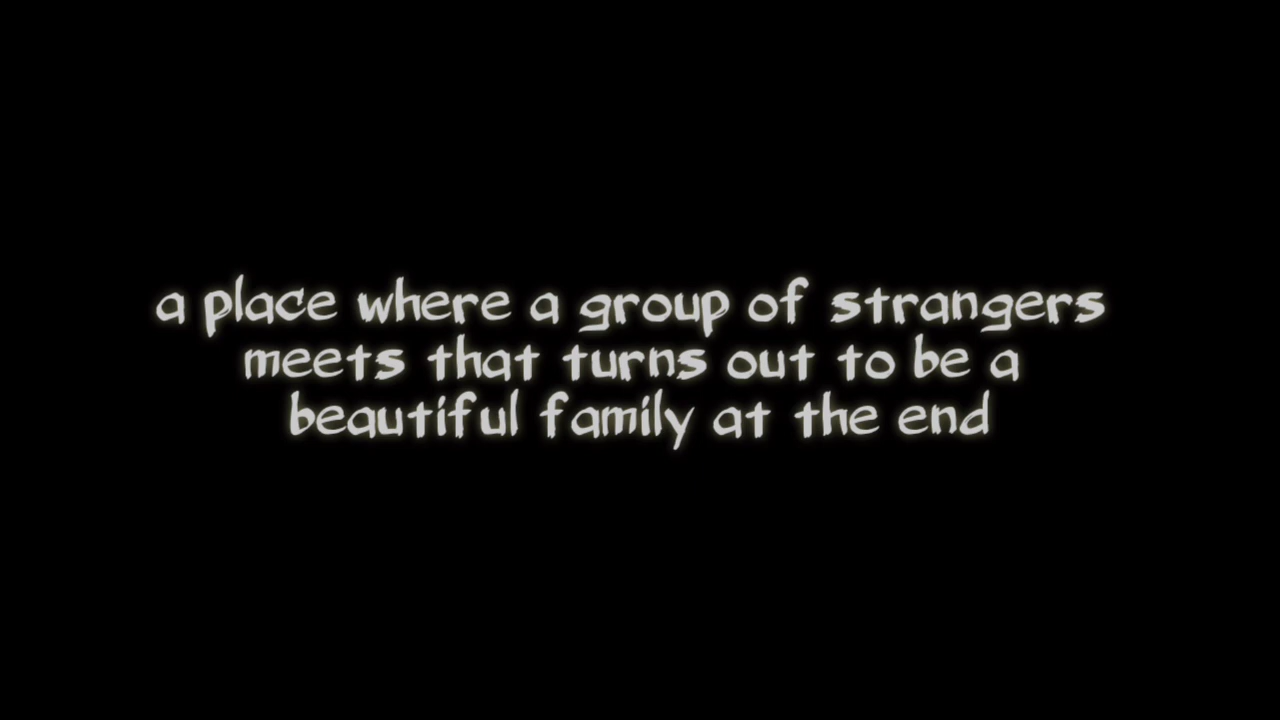 a place where a group of strangers
meets that turns out to be a
beautiful family at the end